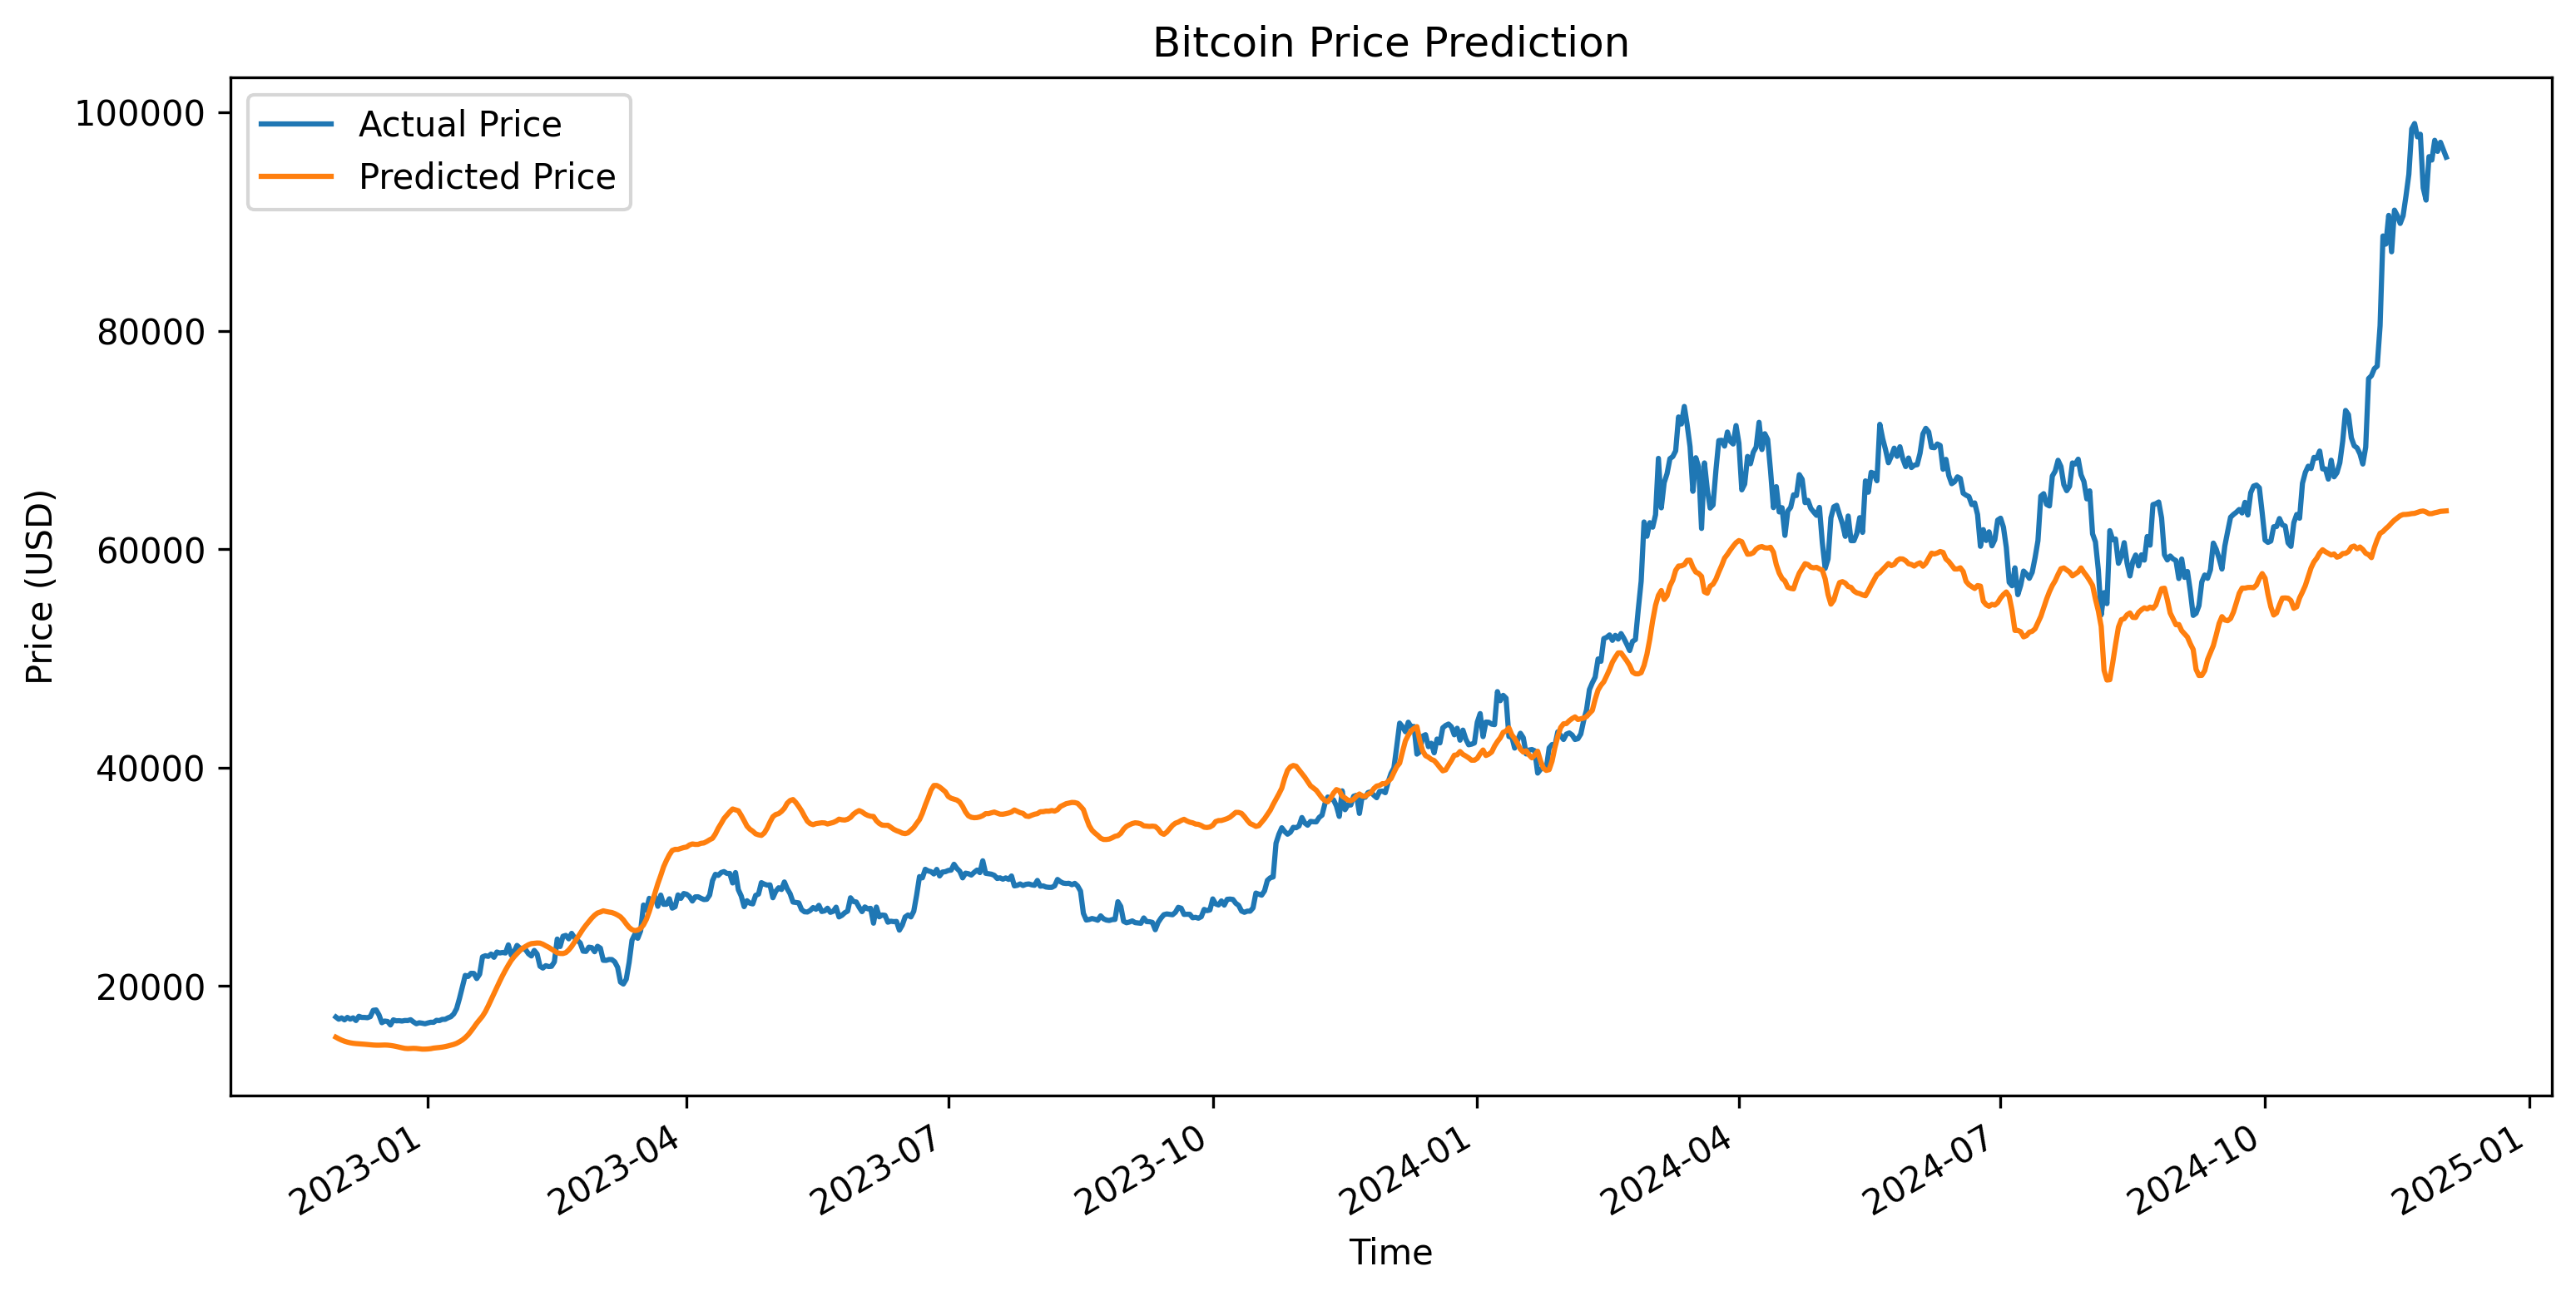 Bitcoin Price Prediction
Actual Price
Predicted Price
Price (USD)
100000
80000
60000
40000
20000
2023-01
2023-04
2023-07
2023-10
2024-01
2024-04
2024-07
2024-10
2025-01
Time